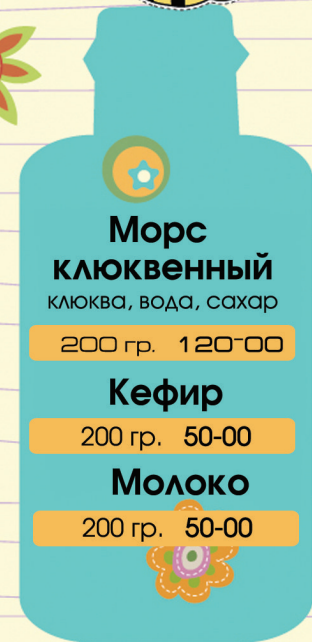 Морс
клюквенный
клюква, вода, сахар
200 гр. 120-00
Кефир
200 гр. 50-00
Молоко
200 гр. 50-00